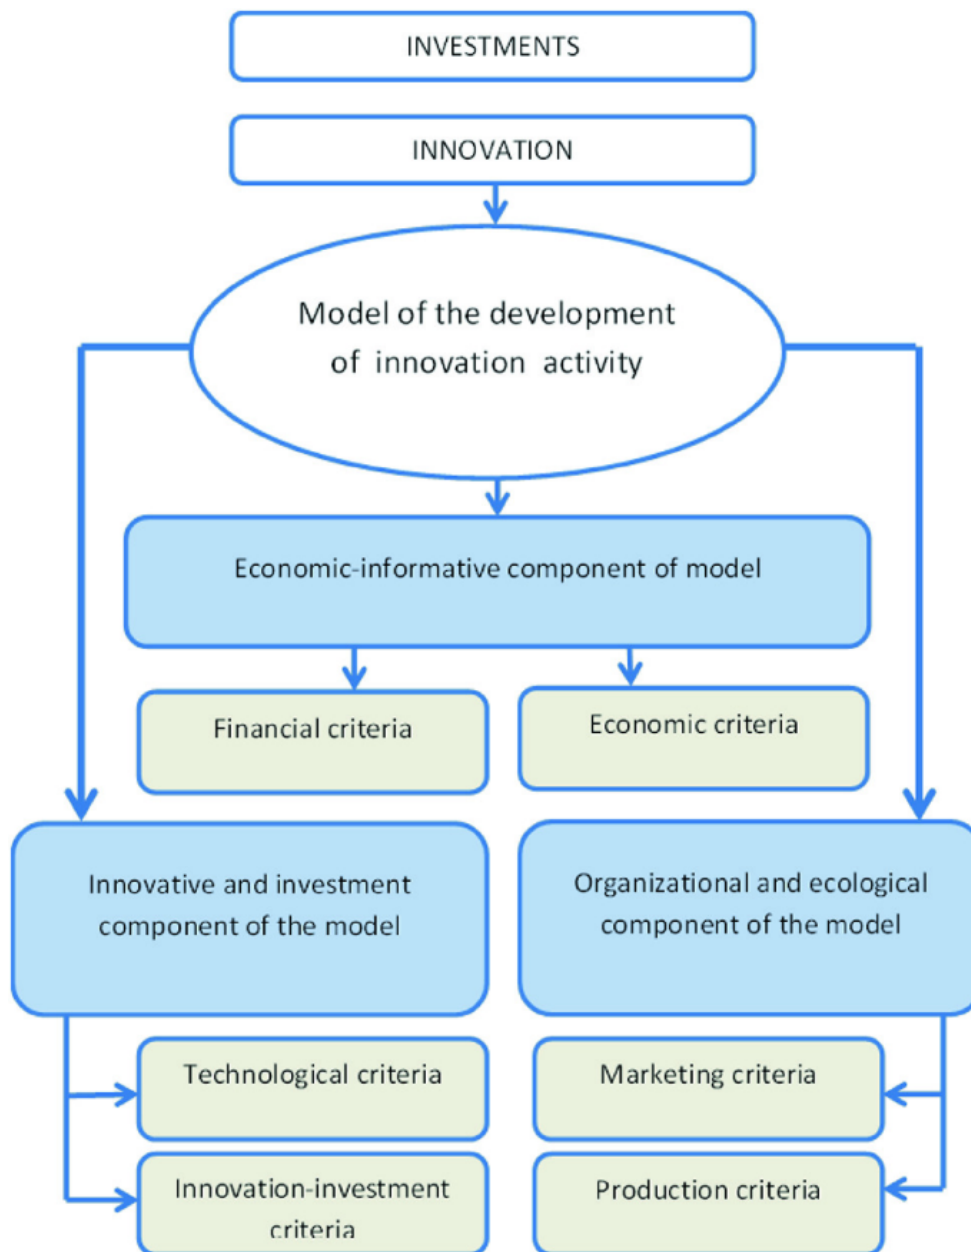 INVESTMENTS
INNOVATION
Model of the development
of innovation activity
Economic-informative component of model
Financial criteria
Economic criteria
Innovative and investment
component of the model
Organizational and ecological
component of the model
Technological criteria
Marketing criteria
Innovation-investment
criteria
Production criteria